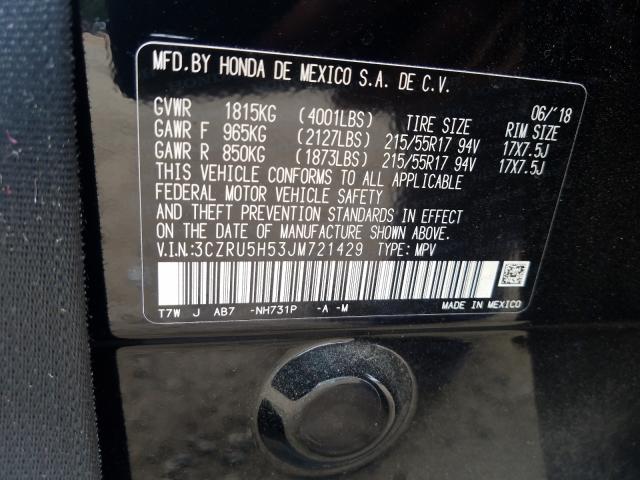 MFD.BY HONDA DE MEXICO S.A. DE C.V.
06/'18
GVWR 1815KG (4001LBS) TIRE SIZE RIM SIZE
GAWR F 965KG (2127LBS) 215/55R17 94V 17X7.5J
GAWR R 850KG (1873LBS) 215/55R17 94V 17X7.5J
THIS VEHICLE CONFORMS TO ALL APPLICABLE
FEDERAL MOTOR VEHICLE SAFETY
AND THEFT PREVENTION STANDARDS IN EFFECT
ON THE DATE OF MANUFACTURE SHOWN ABOVE.
V.I.N.:3CZRU5H53JM721429 TYPE: MPV
T7W J AB7 -NH731P -A -M MADE IN MEXICO